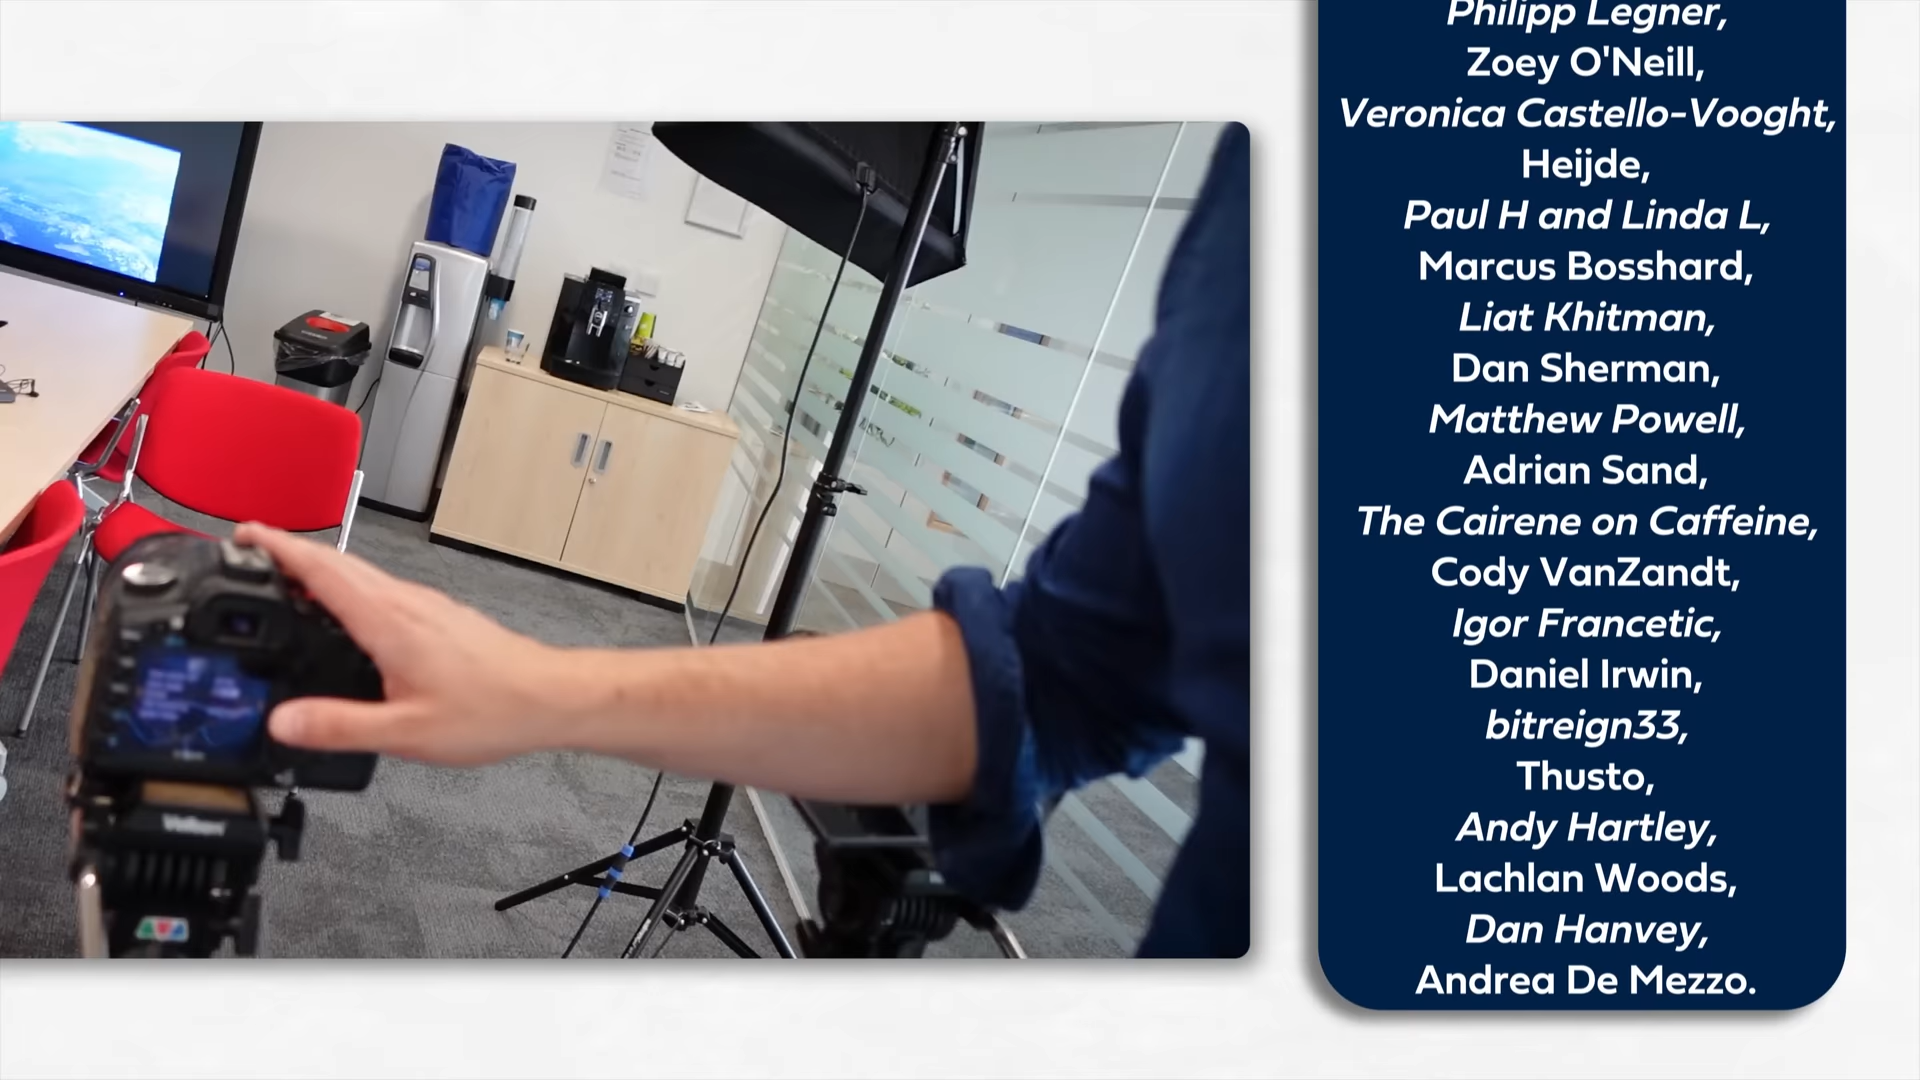 Philipp Legner,
Zoey O'Neill,
Veronica Castello-Vooght,
Heijde,
Paul H and Linda L,
Marcus Bosshard,
Liat Khitman,
Dan Sherman,
Matthew Powell,
Adrian Sand,
The Cairene on Caffeine,
Cody VanZandt,
Igor Francetic,
Daniel Irwin,
bitreign33,
Thusto,
Andy Hartley,
Lachlan Woods,
Dan Hanvey,
Andrea De Mezzo.
Velbon